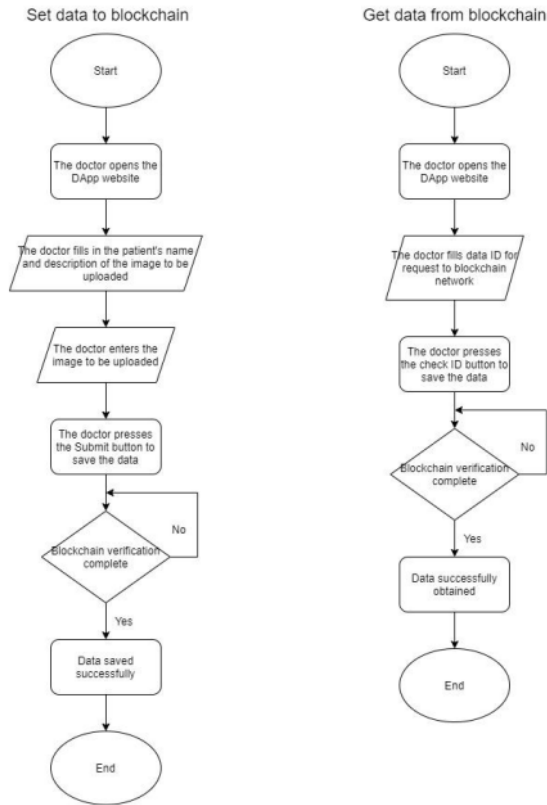 Set data to blockchain
Start
The doctor opens the
DApp website
The doctor fills in the patient's name
and description of the image to be
uploaded
The doctor enters the
image to be uploaded
The doctor presses
the Submit button to
save the data
No
Blockchain verification
complete
Yes
Data saved
successfully
End
Get data from blockchain
Start
The doctor opens the
DApp website
The doctor fills data ID for
request to blockchain
network
The doctor presses
the check ID button to
save the data
No
Blockchain verification
complete
Yes
Data successfully
obtained
End